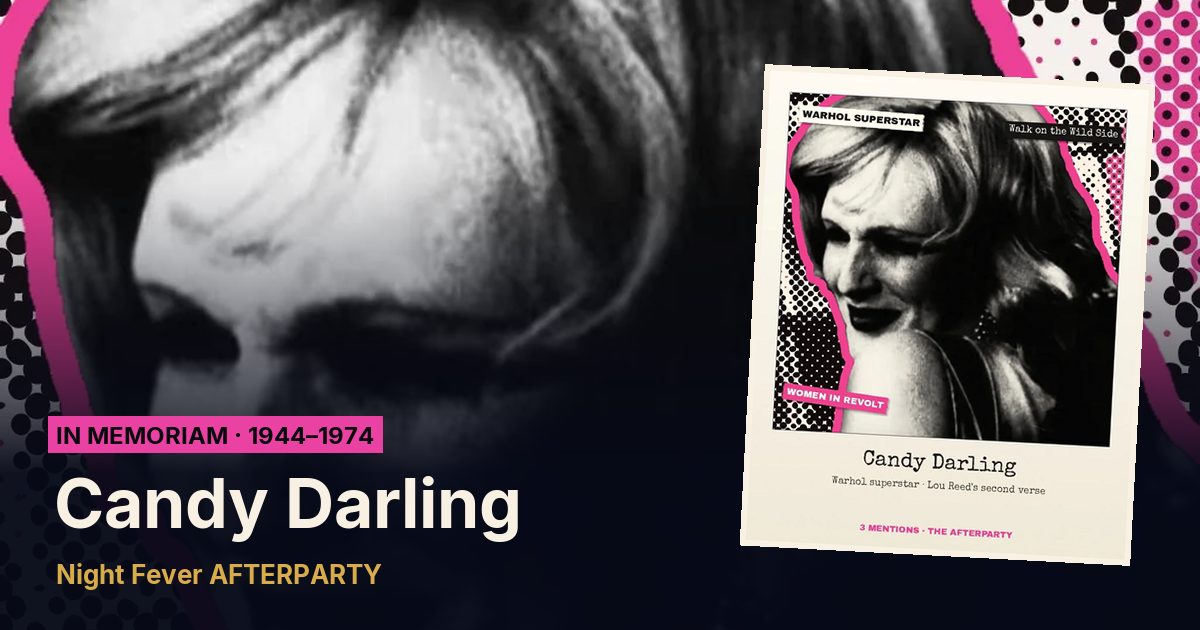 IN MEMORIAM · 1944–1974
Candy Darling
Night Fever AFTERPARTY
WARHOL SUPERSTAR
Walk on the Wild Side
WOMEN IN REVOLT
Candy Darling
Warhol superstar · Lou Reed's second verse
3 MENTIONS · THE AFTERPARTY